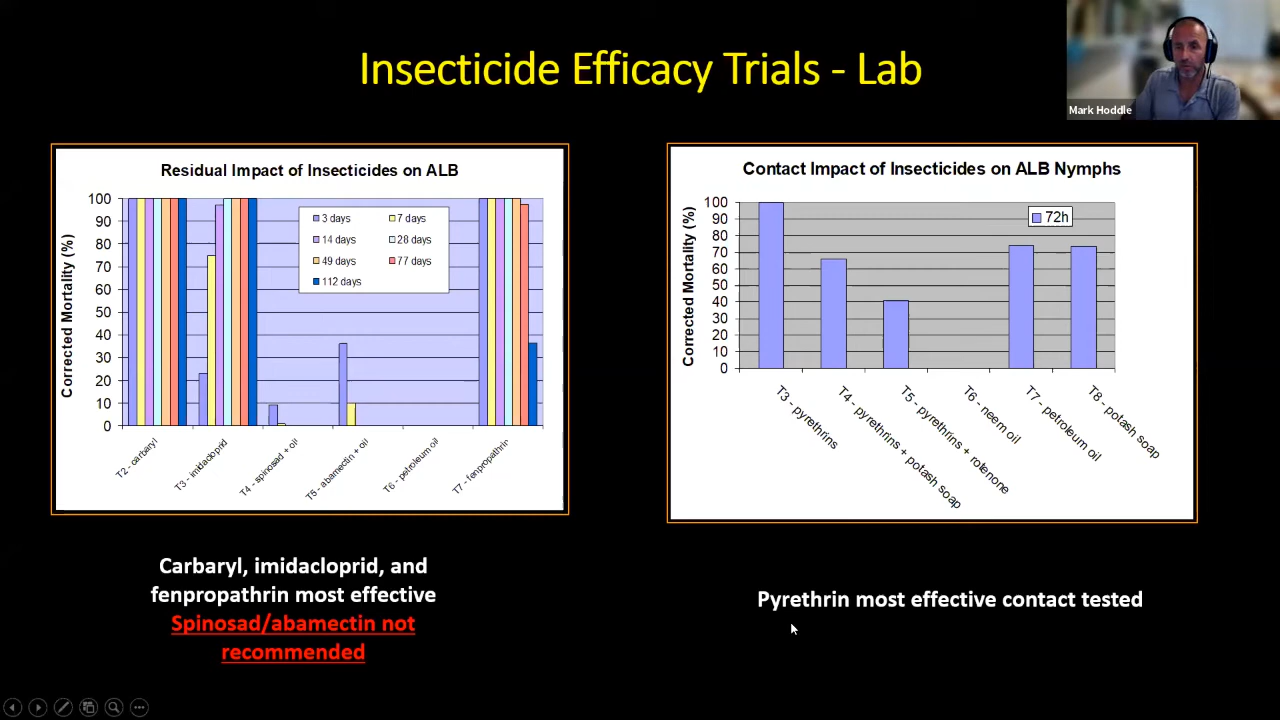 Insecticide Efficacy Trials - Lab
Mark Hoddle
Residual Impact of Insecticides on ALB
Corrected Mortality (%)
100
90
80
70
60
50
40
30
20
10
0
3 days
7 days
14 days
28 days
49 days
77 days
112 days
T2 - carbaryl
T3 - imidacloprid
T4 - spinosad + oil
T5 - abamectin + oil
T6 - petroleum oil
T7 - fenpropathrin
Contact Impact of Insecticides on ALB Nymphs
Corrected Mortality (%)
100
90
80
70
60
50
40
30
20
10
0
72h
T3 - pyrethrins
T4 - pyrethrins + potash soap
T5 - pyrethrins + rotenone
T6 - neem oil
T7 - petroleum oil
T8 - potash soap
Carbaryl, imidacloprid, and
fenpropathrin most effective
Spinosad/abamectin not
recommended
Pyrethrin most effective contact tested